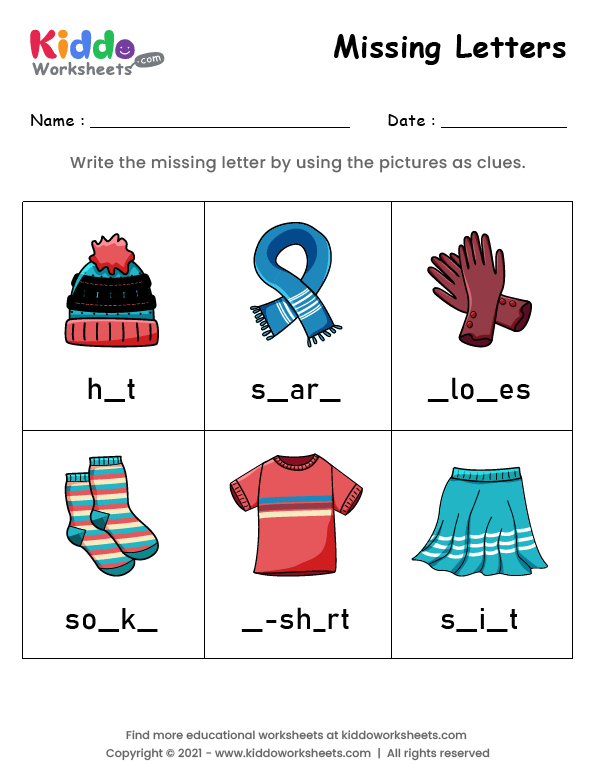 Kiddo
Worksheets.com
Missing Letters
Name : ____________________ Date : ____________
Write the missing letter by using the pictures as clues.
h_t s_ar_ _lo_es
so_k_ _-sh_rt s_i_t
Find more educational worksheets at kiddoworksheets.com
Copyright © 2021 - www.kiddoworksheets.com | All rights reserved